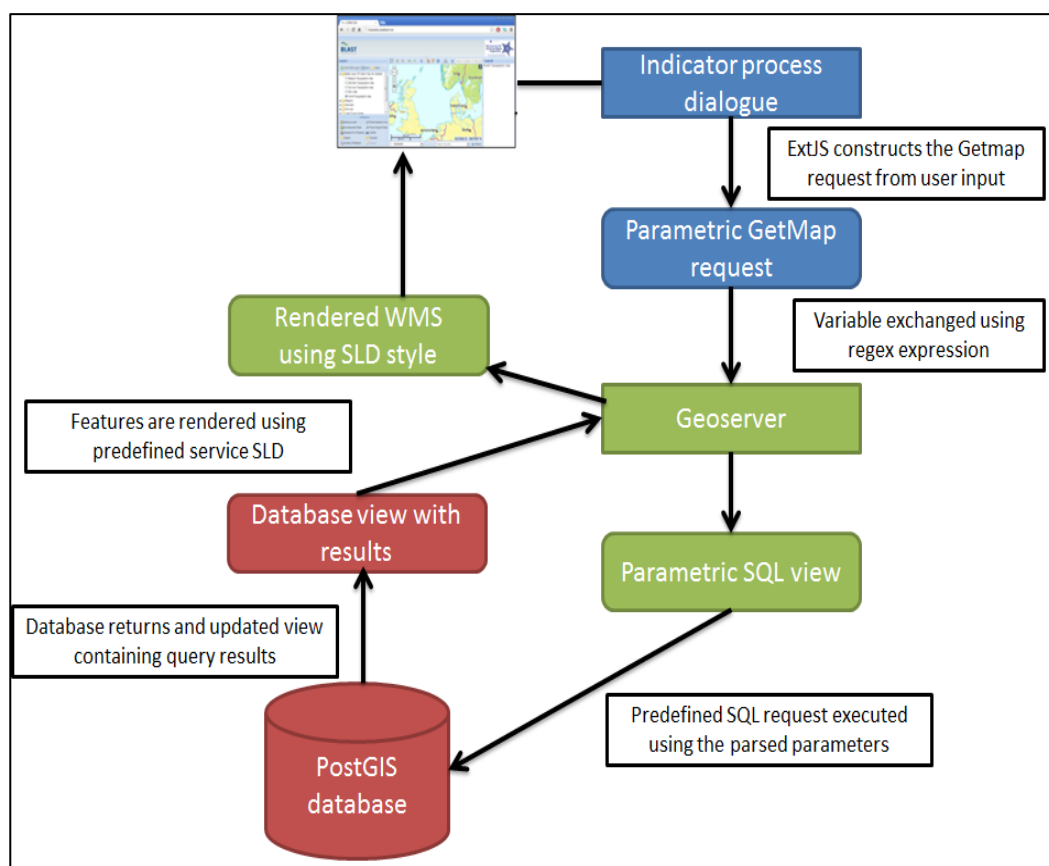 BLAST
Indicator process
dialogue
ExtJS constructs the Getmap
request from user input
Parametric GetMap
request
Variable exchanged using
regex expression
Rendered WMS
using SLD style
Geoserver
Features are rendered using
predefined service SLD
Database view with
results
Parametric SQL view
Database returns and updated view
containing query results
Predefined SQL request executed
using the parsed parameters
PostGIS
database